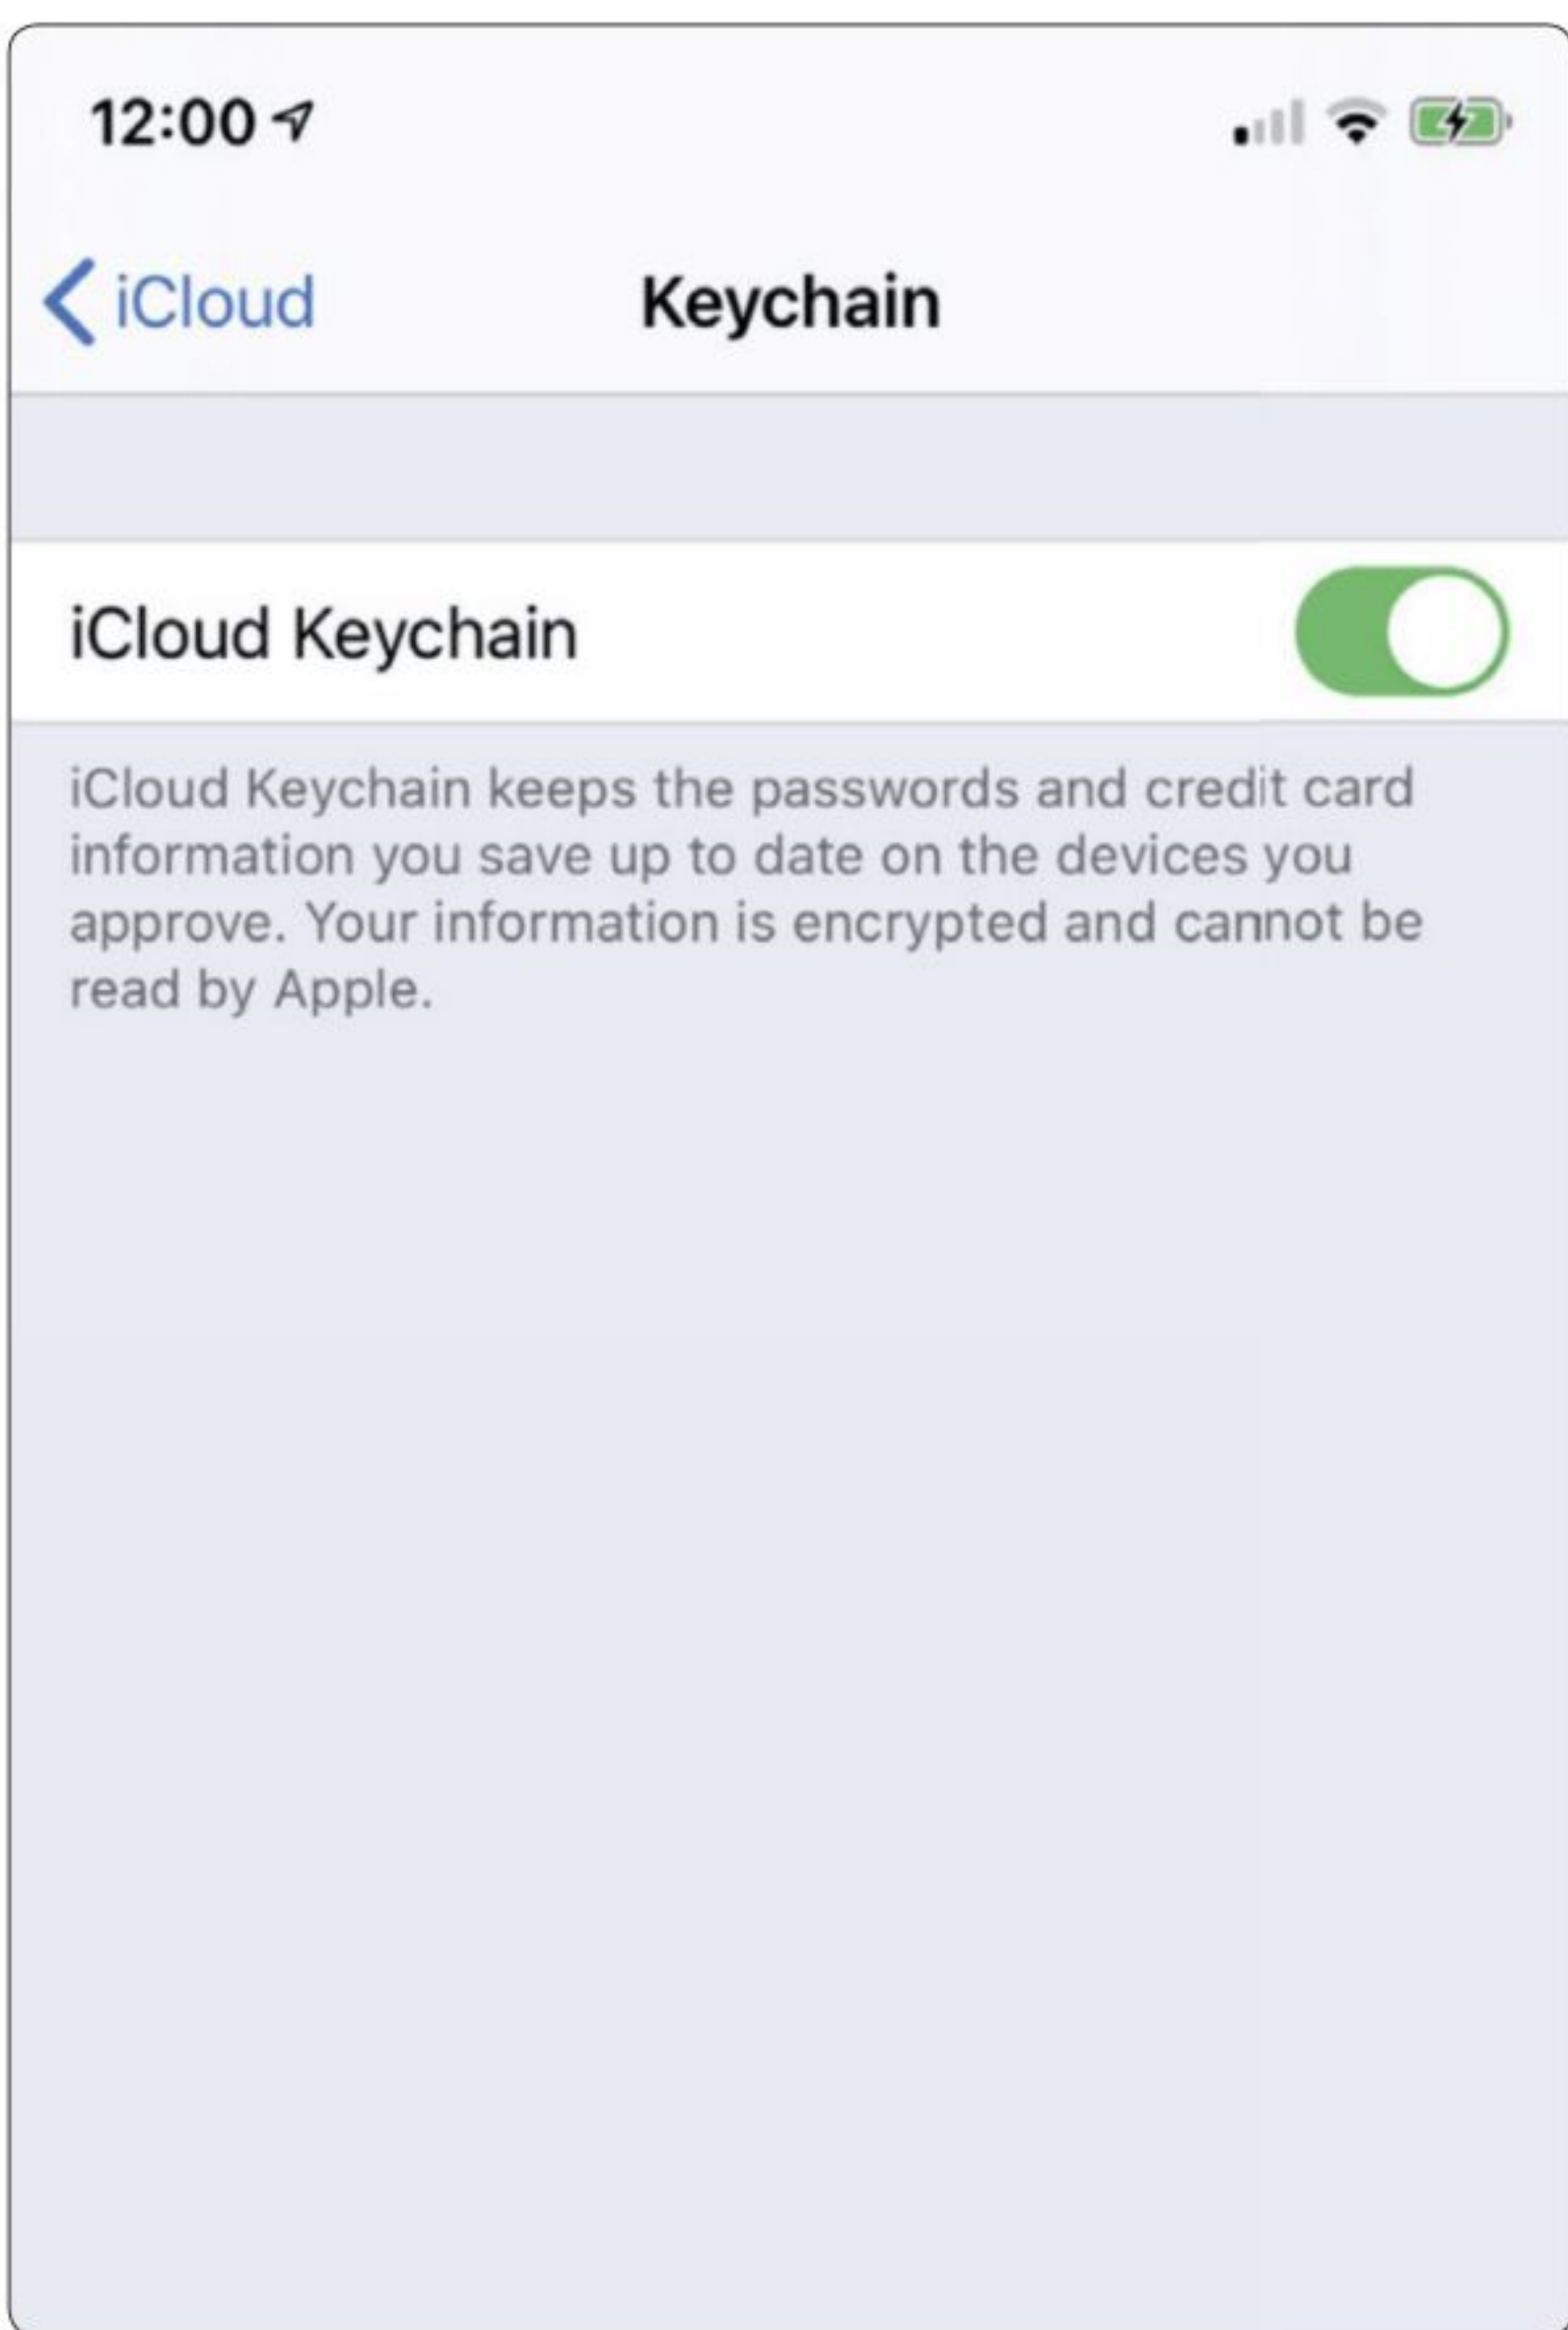 12:00
iCloud
Keychain
iCloud Keychain
iCloud Keychain keeps the passwords and credit card
information you save up to date on the devices you
approve. Your information is encrypted and cannot be
read by Apple.